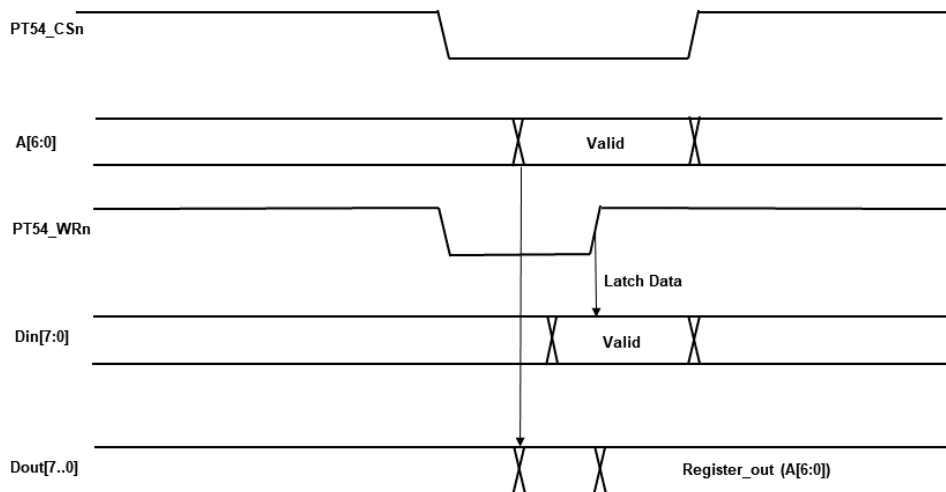 PT54_CSn
A[6:0]
Valid
PT54_WRn
Latch Data
Din[7:0]
Valid
Dout[7..0]
Register_out (A[6:0])